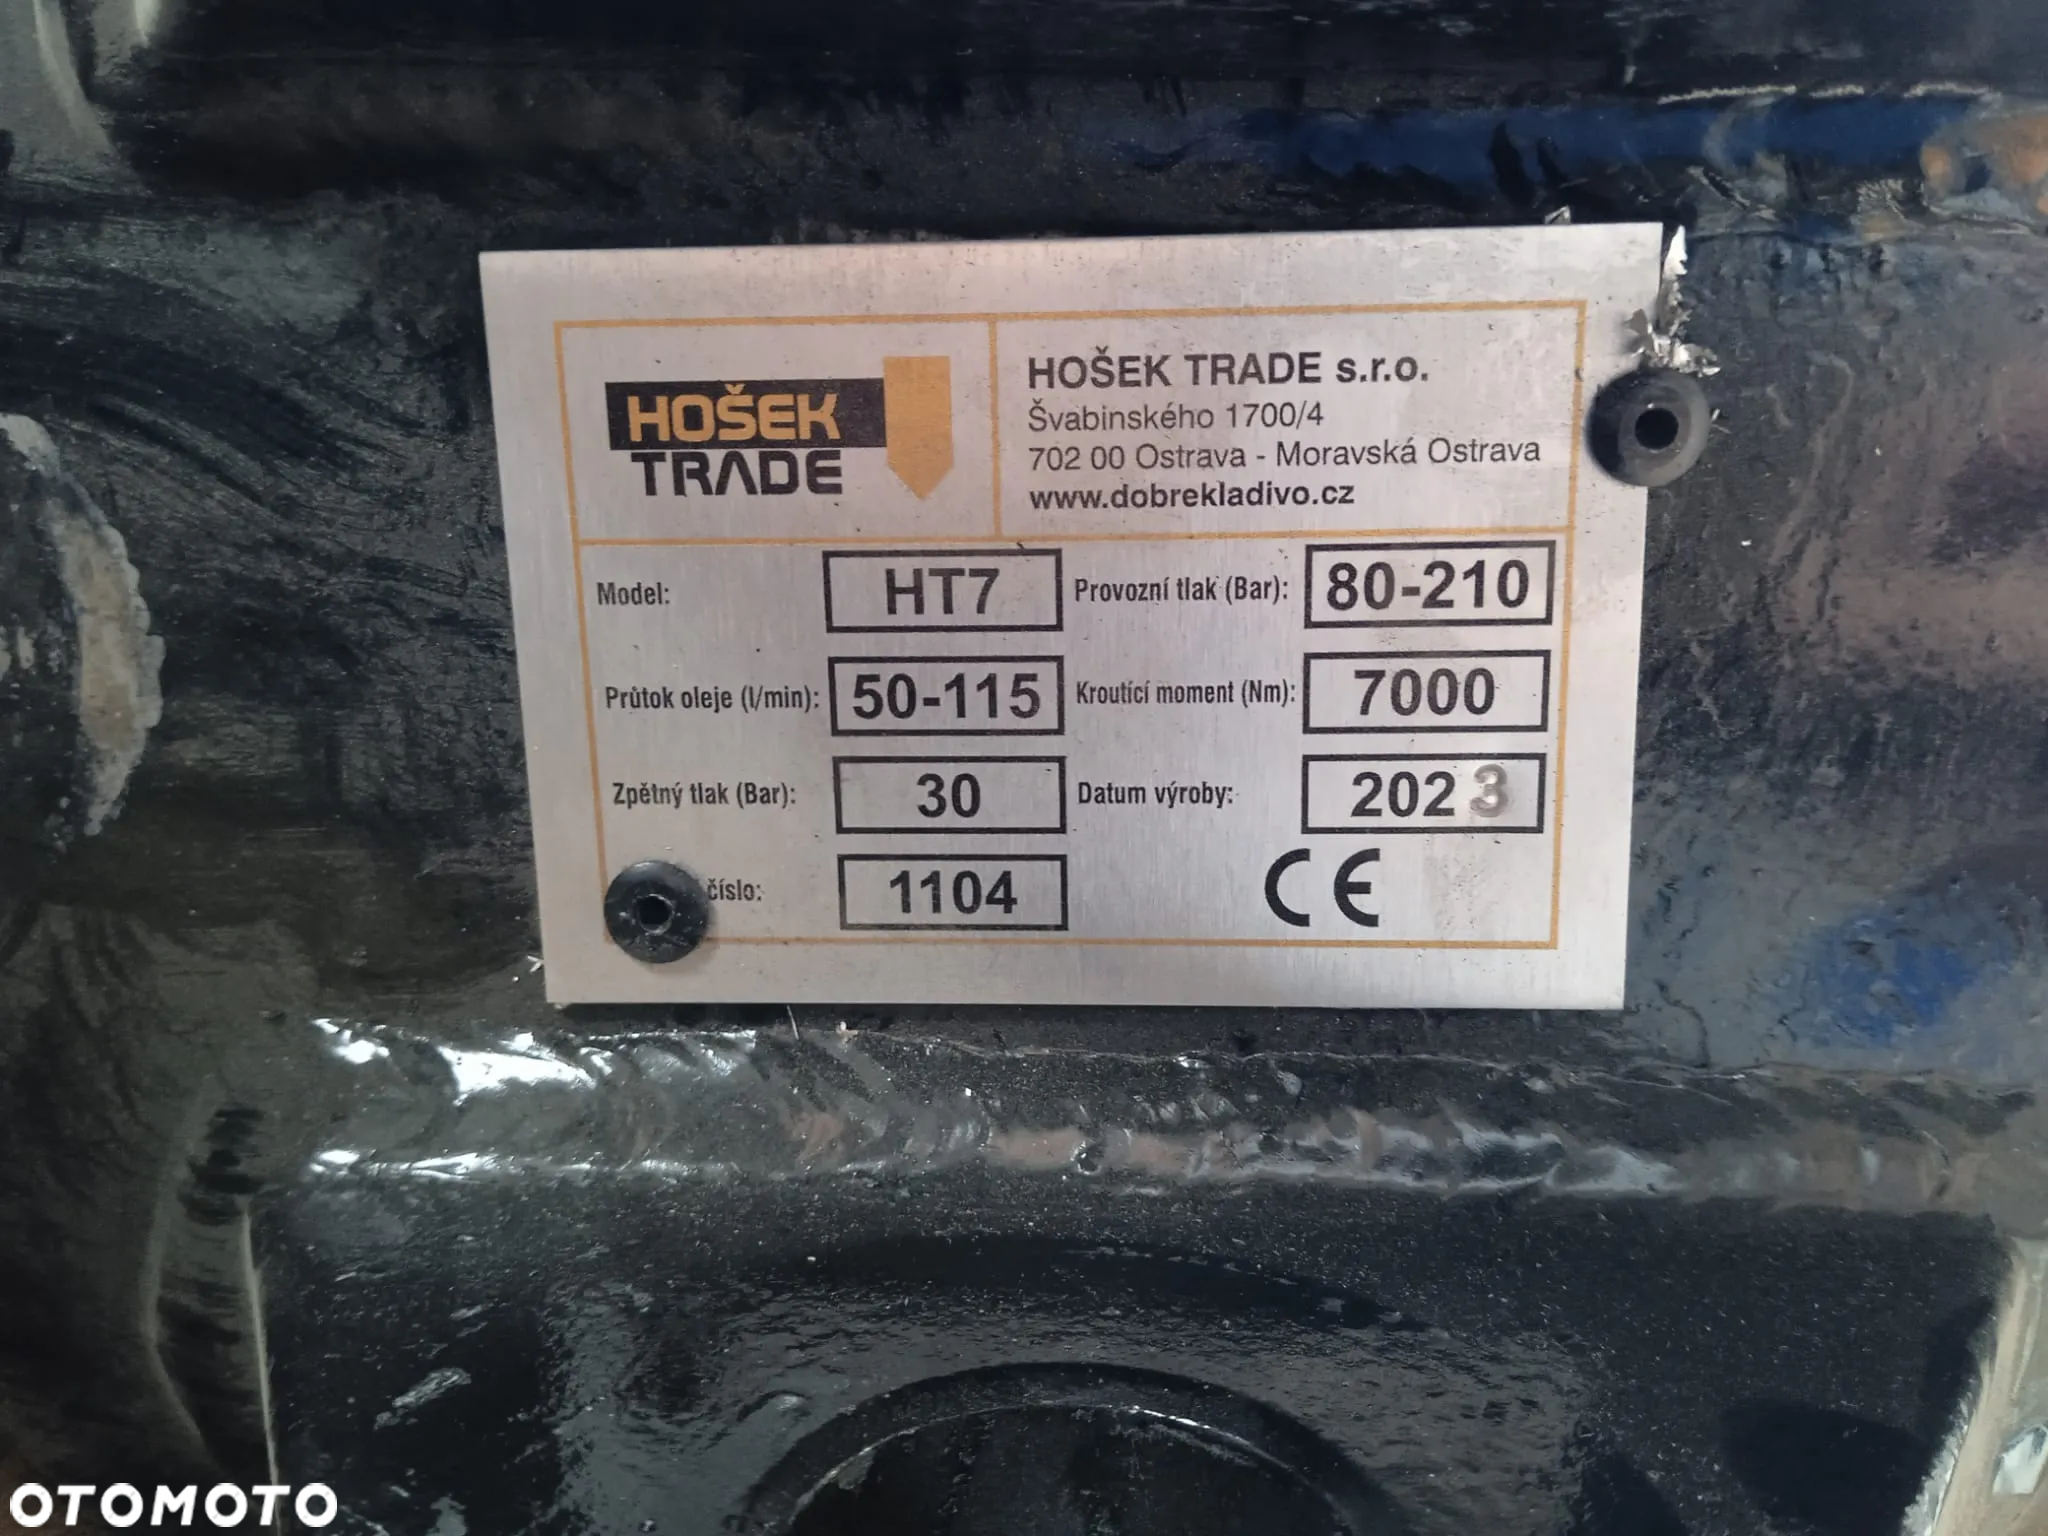 HOŠEK
TRADE
HOŠEK TRADE s.r.o.
Švabinského 1700/4
702 00 Ostrava - Moravská Ostrava
www.dobrekladivo.cz
Model: HT7 Provozní tlak (Bar): 80-210
Průtok oleje (l/min): 50-115 Kroutící moment (Nm): 7000
Zpětný tlak (Bar): 30 Datum výroby: 2023
číslo: 1104 CE
OTOMOTO